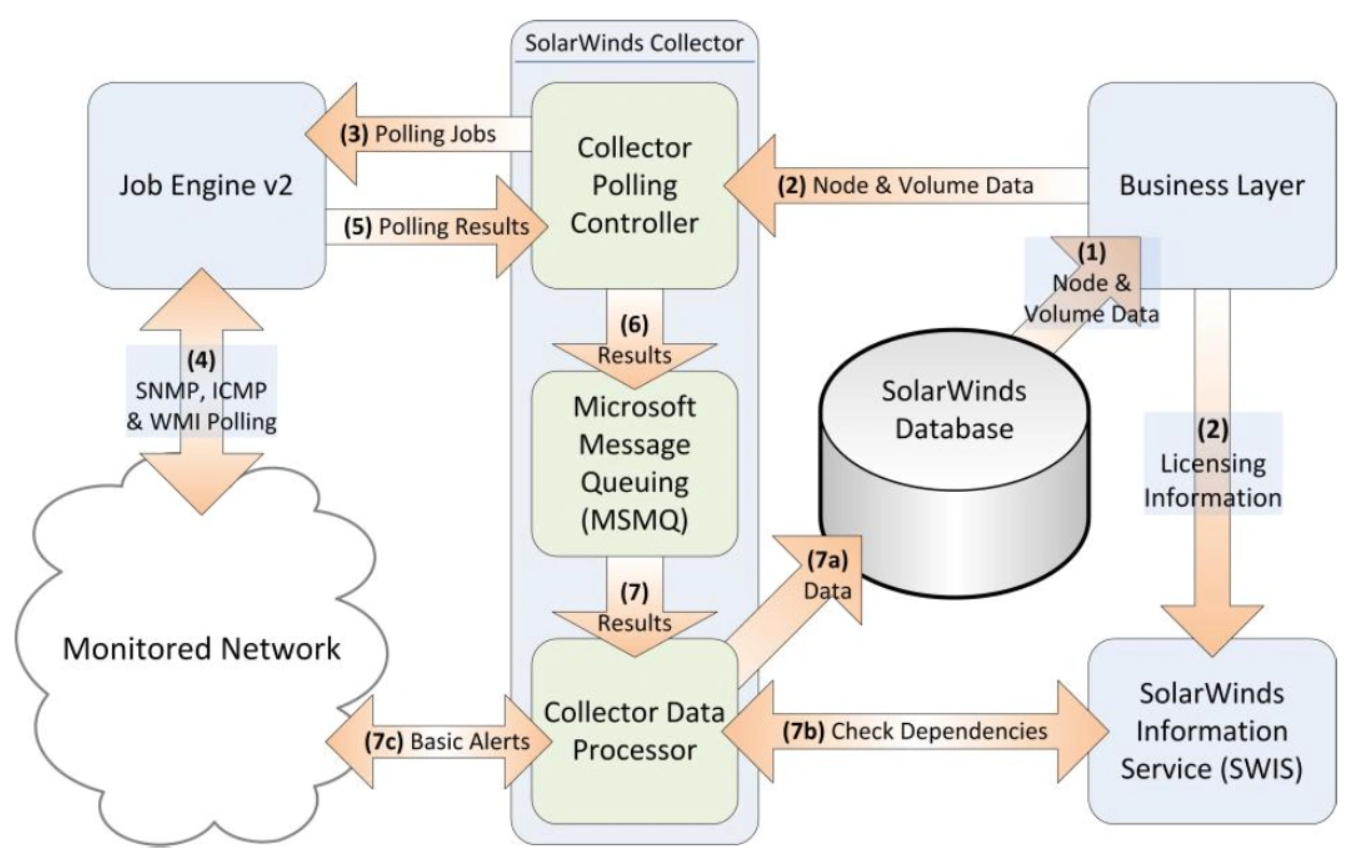 SolarWinds Collector
Job Engine v2
(3) Polling Jobs
(5) Polling Results
Collector
Polling
Controller
(2) Node & Volume Data
Business Layer
(1)
Node &
Volume Data
(4)
SNMP, ICMP
& WMI Polling
(6)
Results
Microsoft
Message
Queuing
(MSMQ)
SolarWinds
Database
(2)
Licensing
Information
(7)
Results
(7a)
Data
Monitored Network
(7c) Basic Alerts
Collector Data
Processor
(7b) Check Dependencies
SolarWinds
Information
Service (SWIS)